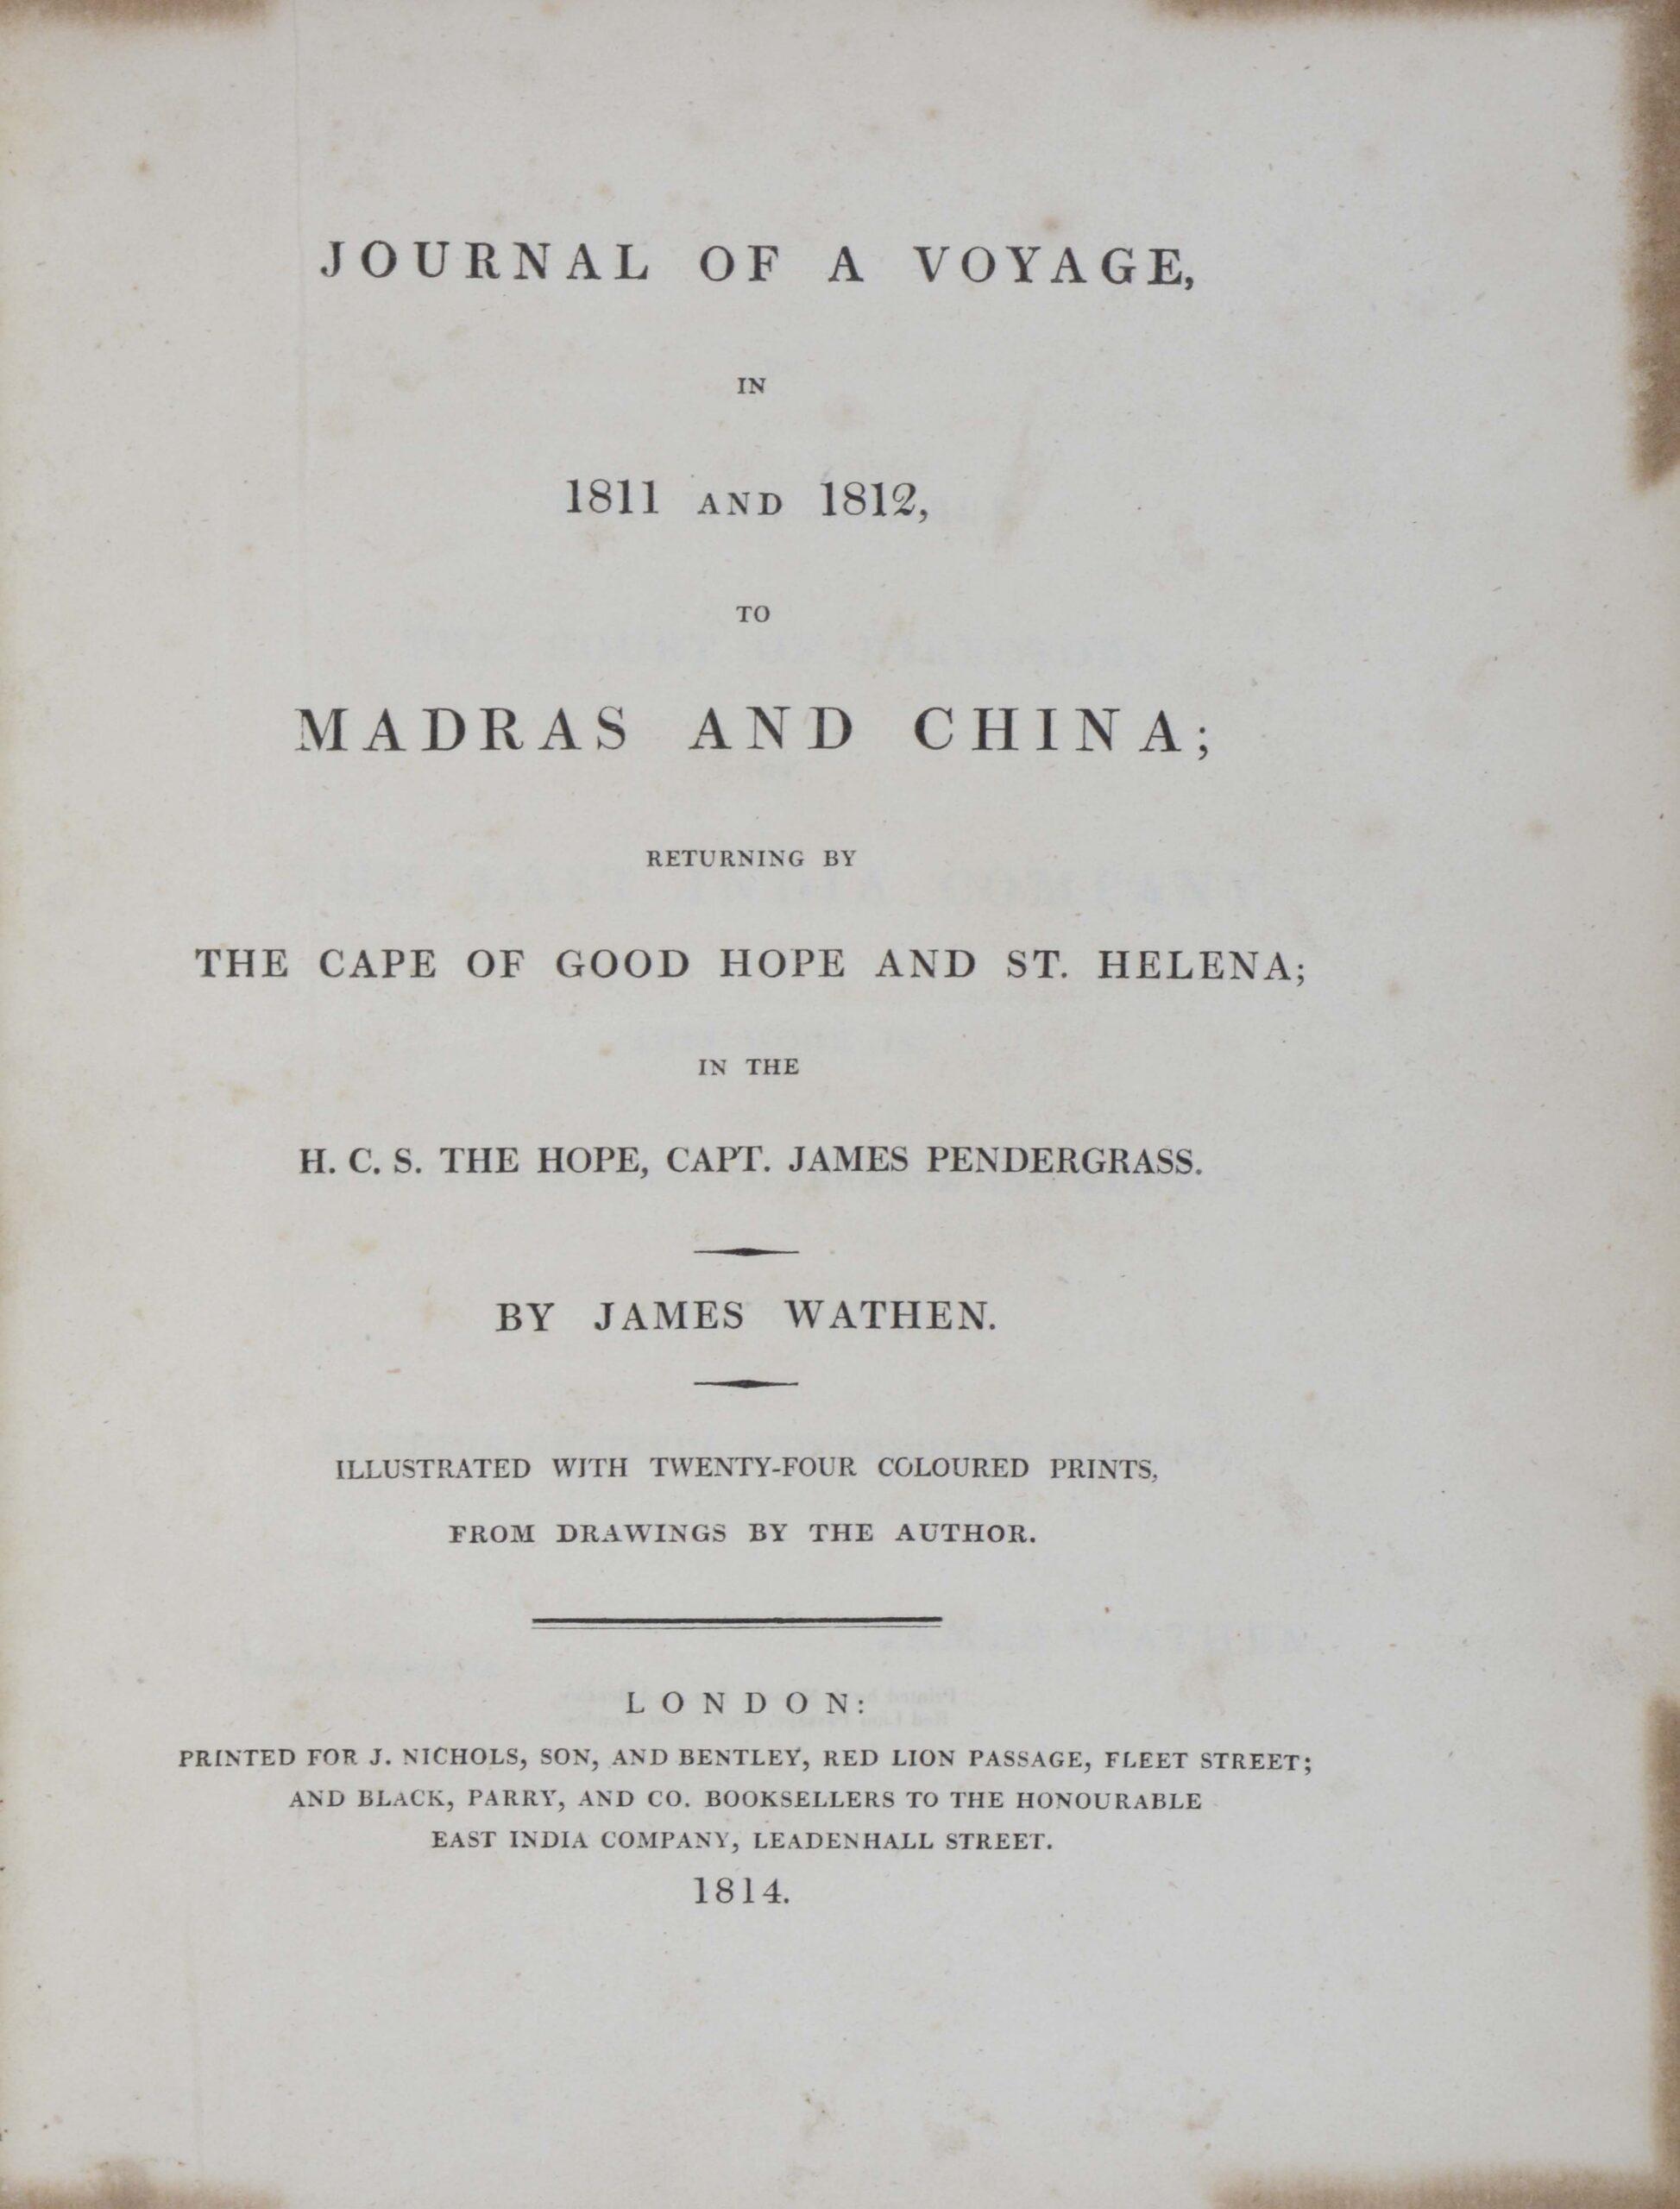 JOURNAL OF A VOYAGE,
IN
1811 AND 1812,
TO
MADRAS AND CHINA;
RETURNING BY
THE CAPE OF GOOD HOPE AND ST. HELENA;
IN THE
H. C. S. THE HOPE, CAPT. JAMES PENDERGRASS.
BY JAMES WATHEN.
ILLUSTRATED WITH TWENTY-FOUR COLOURED PRINTS,
FROM DRAWINGS BY THE AUTHOR.
LONDON:
PRINTED FOR J. NICHOLS, SON, AND BENTLEY, RED LION PASSAGE, FLEET STREET;
AND BLACK, PARRY, AND CO. BOOKSELLERS TO THE HONOURABLE
EAST INDIA COMPANY, LEADENHALL STREET.
1814.